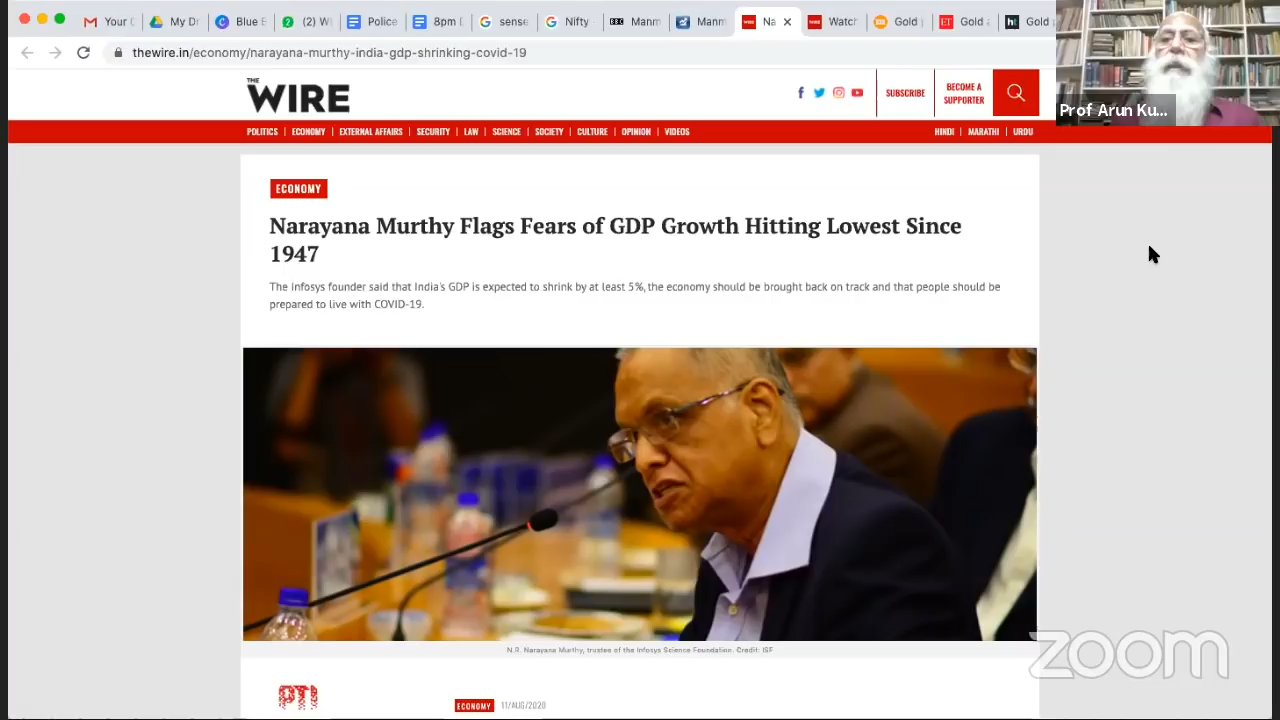 Your
My Dr
Blue E
(2) Wi
Police
8pm D
sense
Nifty
Manm
Manm
Na
Watch
Gold
Gold a
Gold
thewire.in/economy/narayana-murthy-india-gdp-shrinking-covid-19
THE
WIRE
SUBSCRIBE
BECOME A
SUPPORTER
Prof Arun Ku...
POLITICS | ECONOMY | EXTERNAL AFFAIRS | SECURITY | LAW | SCIENCE | SOCIETY | CULTURE | OPINION | VIDEOS
HINDI | MARATHI | URDU
ECONOMY
Narayana Murthy Flags Fears of GDP Growth Hitting Lowest Since
1947
The Infosys founder said that India's GDP is expected to shrink by at least 5%, the economy should be brought back on track and that people should be
prepared to live with COVID-19.
N.R. Narayana Murthy, trustee of the Infosys Science Foundation. Credit: ISF
zoom
PTI
ECONOMY 11/AUG/2020